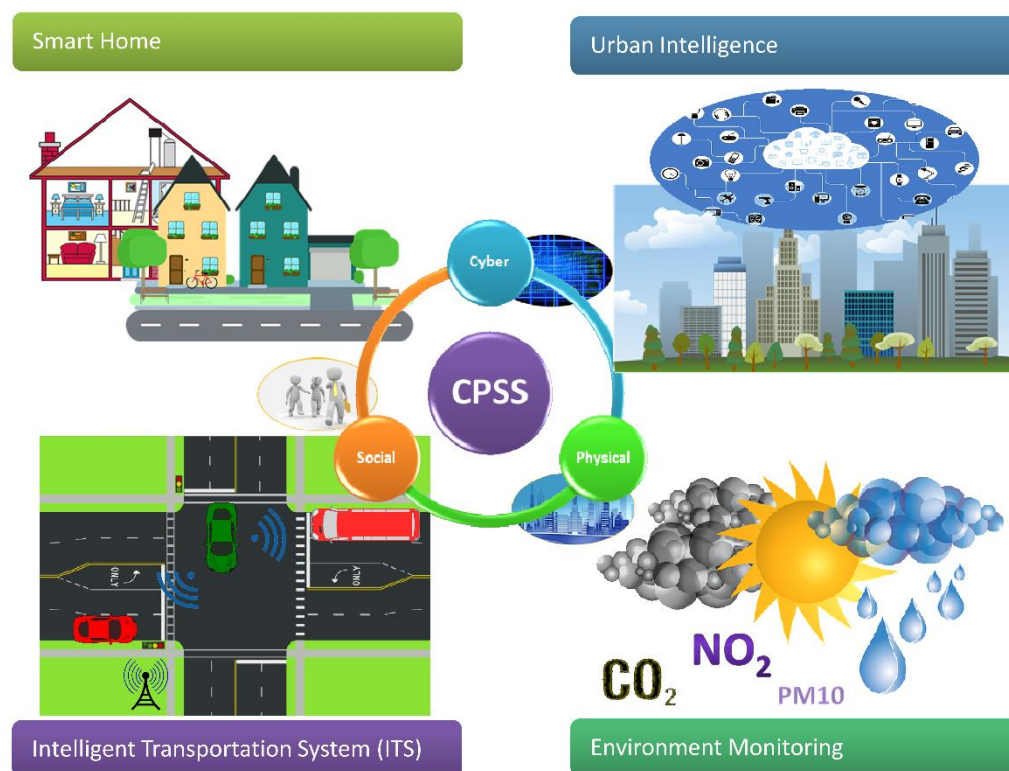 Smart Home
Urban Intelligence
Cyber
CPSS
Social
Physical
ONLY
ONLY
NO₂
CO₂
PM10
Intelligent Transportation System (ITS)
Environment Monitoring